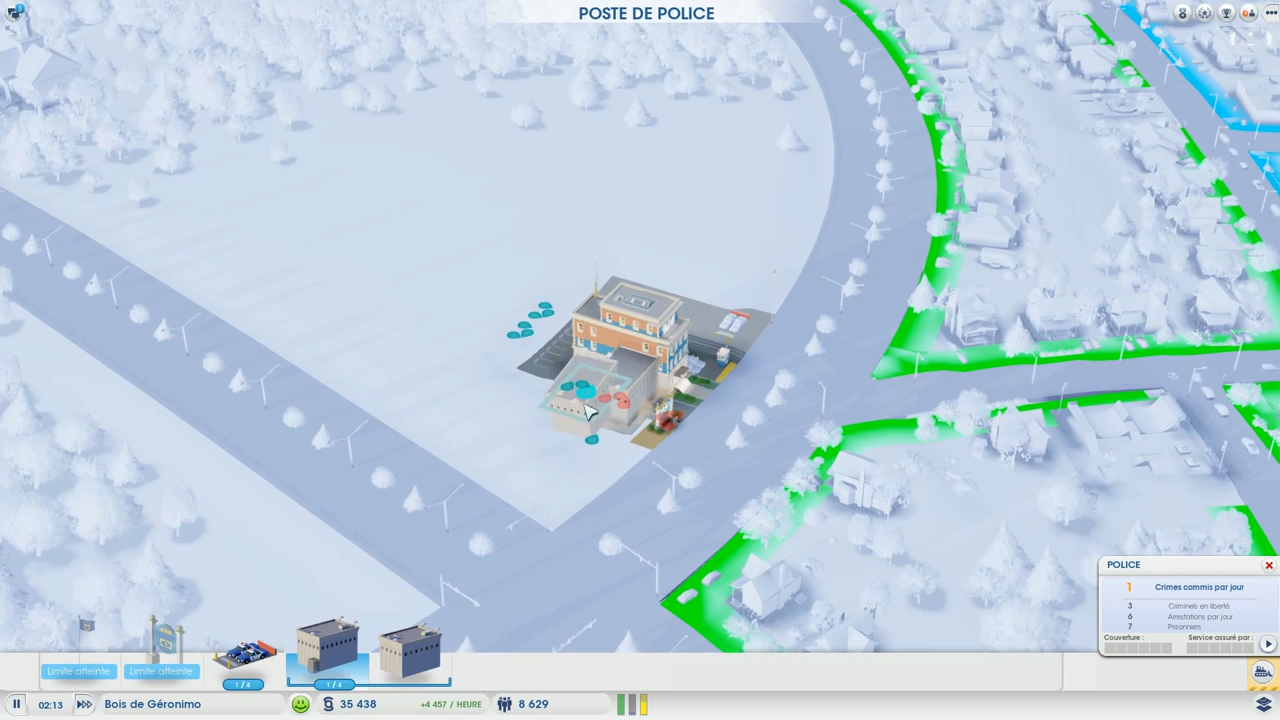 3
POSTE DE POLICE
POLICE
1 Crimes commis par jour
3 Criminels en liberté
6 Arrestations par jour
7 Prisonniers
Couverture : Service assuré par :
Limite atteinte
Limite atteinte
1 / 4
1 / 4
02:13
Bois de Géronimo
35 438
+4 457 / HEURE
8 629